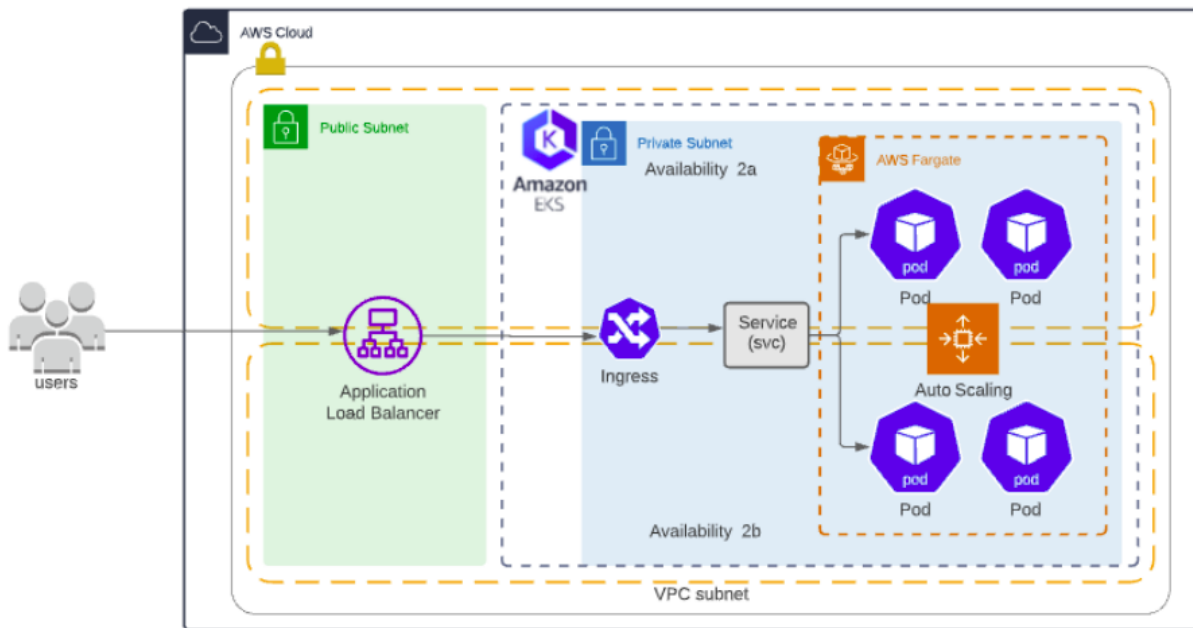 AWS Cloud
Public Subnet
Amazon
EKS
Private Subnet
Availability 2a
AWS Fargate
pod
Pod
pod
Pod
users
Application
Load Balancer
Ingress
Service
(svc)
Auto Scaling
pod
Pod
pod
Pod
Availability 2b
VPC subnet